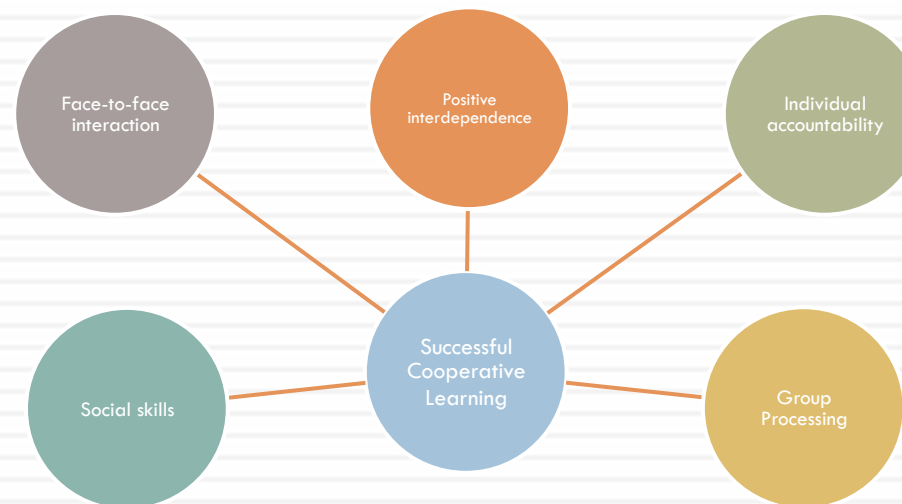 Face-to-face
interaction
Positive
interdependence
Individual
accountability
Successful
Cooperative
Learning
Social skills
Group
Processing